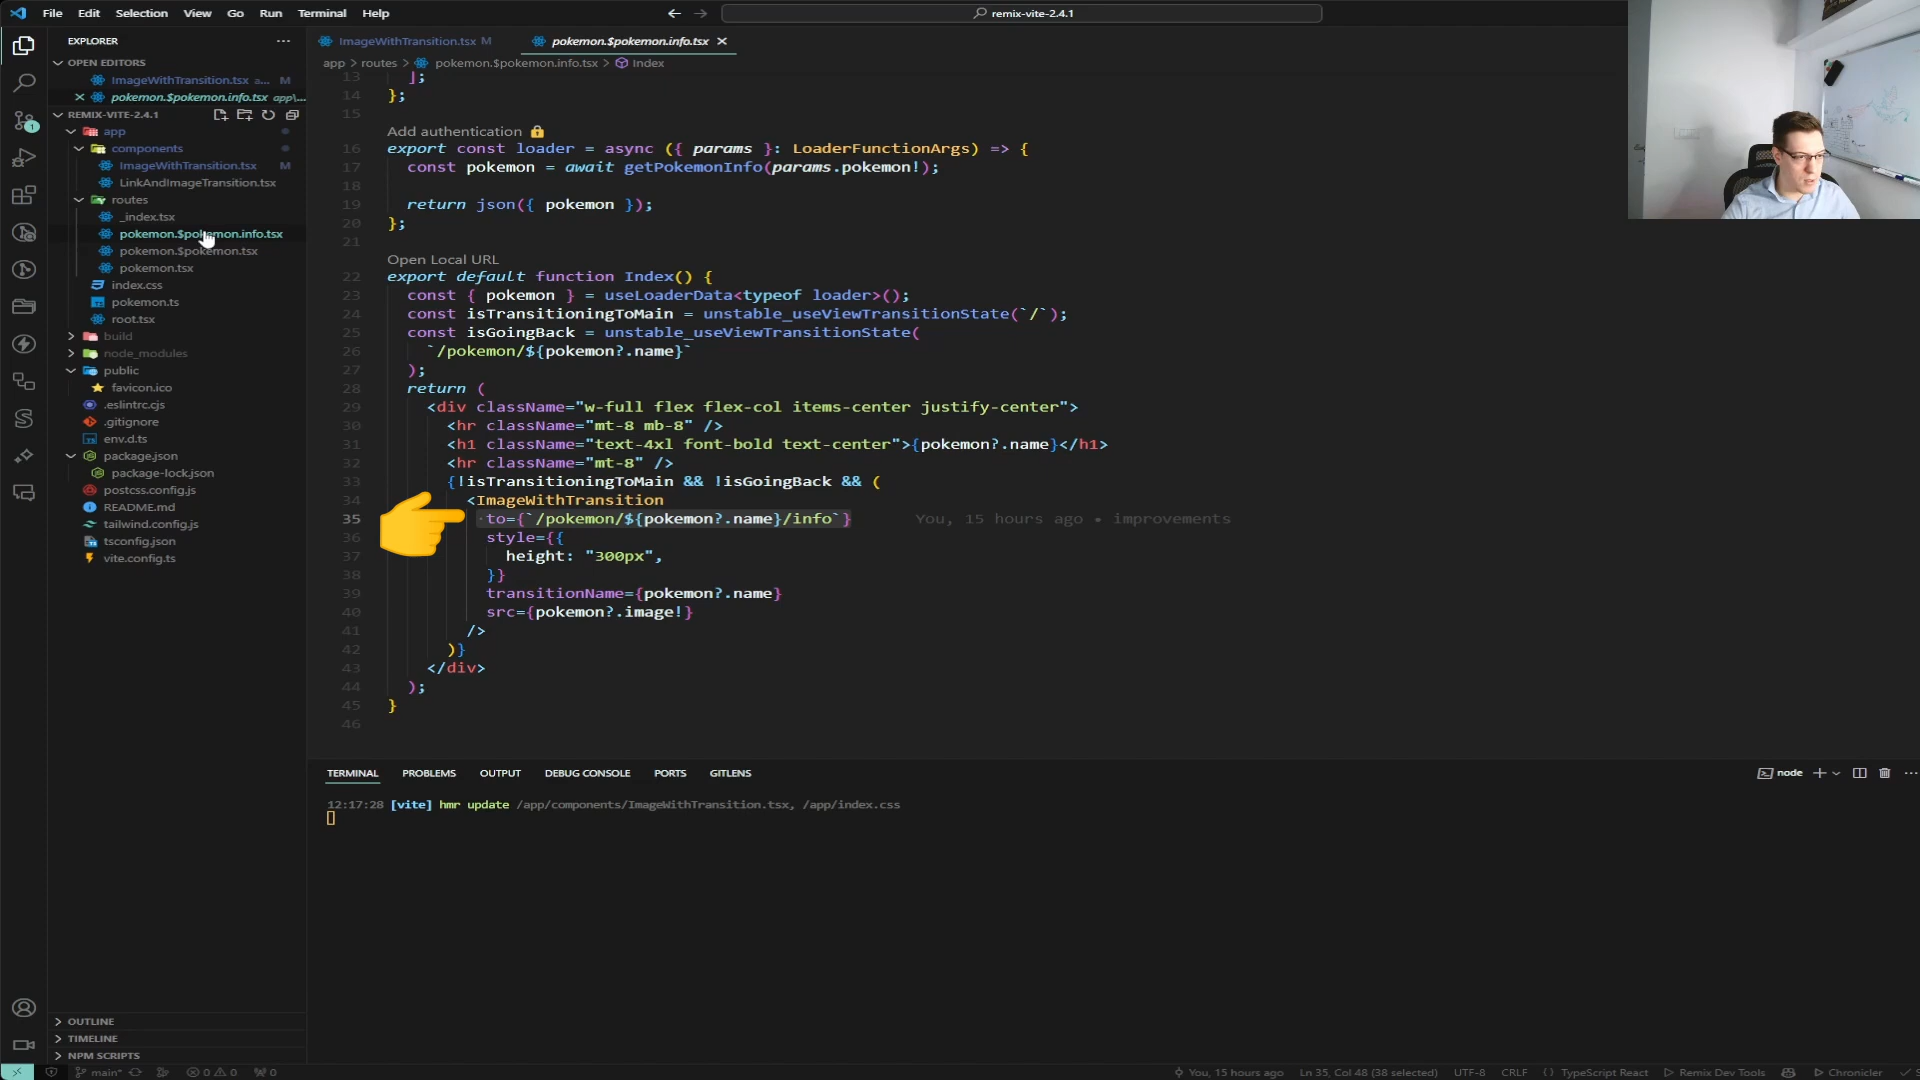 File Edit Selection View Go Run Terminal Help
remix-vite-2.4.1
EXPLORER
OPEN EDITORS
ImageWithTransition.tsx a... M
pokemon.$pokemon.info.tsx app\...
REMIX-VITE-2.4.1
app
components
ImageWithTransition.tsx M
LinkAndImageTransition.tsx
routes
_index.tsx
pokemon.$pokemon.info.tsx
pokemon.$pokemon.tsx
pokemon.tsx
index.css
pokemon.ts
root.tsx
build
node_modules
public
favicon.ico
.eslintrc.cjs
.gitignore
env.d.ts
package.json
package-lock.json
postcss.config.js
README.md
tailwind.config.js
tsconfig.json
vite.config.ts
OUTLINE
TIMELINE
NPM SCRIPTS
ImageWithTransition.tsx M
pokemon.$pokemon.info.tsx
app > routes > pokemon.$pokemon.info.tsx > Index
13 ];
14 };
15
Add authentication 🔒
16 export const loader = async ({ params }: LoaderFunctionArgs) => {
17 const pokemon = await getPokemonInfo(params.pokemon!);
18
19 return json({ pokemon });
20 };
21
Open Local URL
22 export default function Index() {
23 const { pokemon } = useLoaderData<typeof loader>();
24 const isTransitioningToMain = unstable_useViewTransitionState(`/`);
25 const isGoingBack = unstable_useViewTransitionState(
26 `/pokemon/${pokemon?.name}`
27 );
28 return (
29 <div className="w-full flex flex-col items-center justify-center">
30 <hr className="mt-8 mb-8" />
31 <h1 className="text-4xl font-bold text-center">{pokemon?.name}</h1>
32 <hr className="mt-8" />
33 {!isTransitioningToMain && !isGoingBack && (
34 <ImageWithTransition
35 to={`/pokemon/${pokemon?.name}/info`} You, 15 hours ago • improvements
36 style={{
37 height: "300px",
38 }}
39 transitionName={pokemon?.name}
40 src={pokemon?.image!}
41 />
42 )}
43 </div>
44 );
45 }
46
TERMINAL PROBLEMS OUTPUT DEBUG CONSOLE PORTS GITLENS
node
12:17:28 [vite] hmr update /app/components/ImageWithTransition.tsx, /app/index.css
main* 0 0 0 You, 15 hours ago Ln 35, Col 48 (38 selected) UTF-8 CRLF {} TypeScript React Remix Dev Tools Chronicler